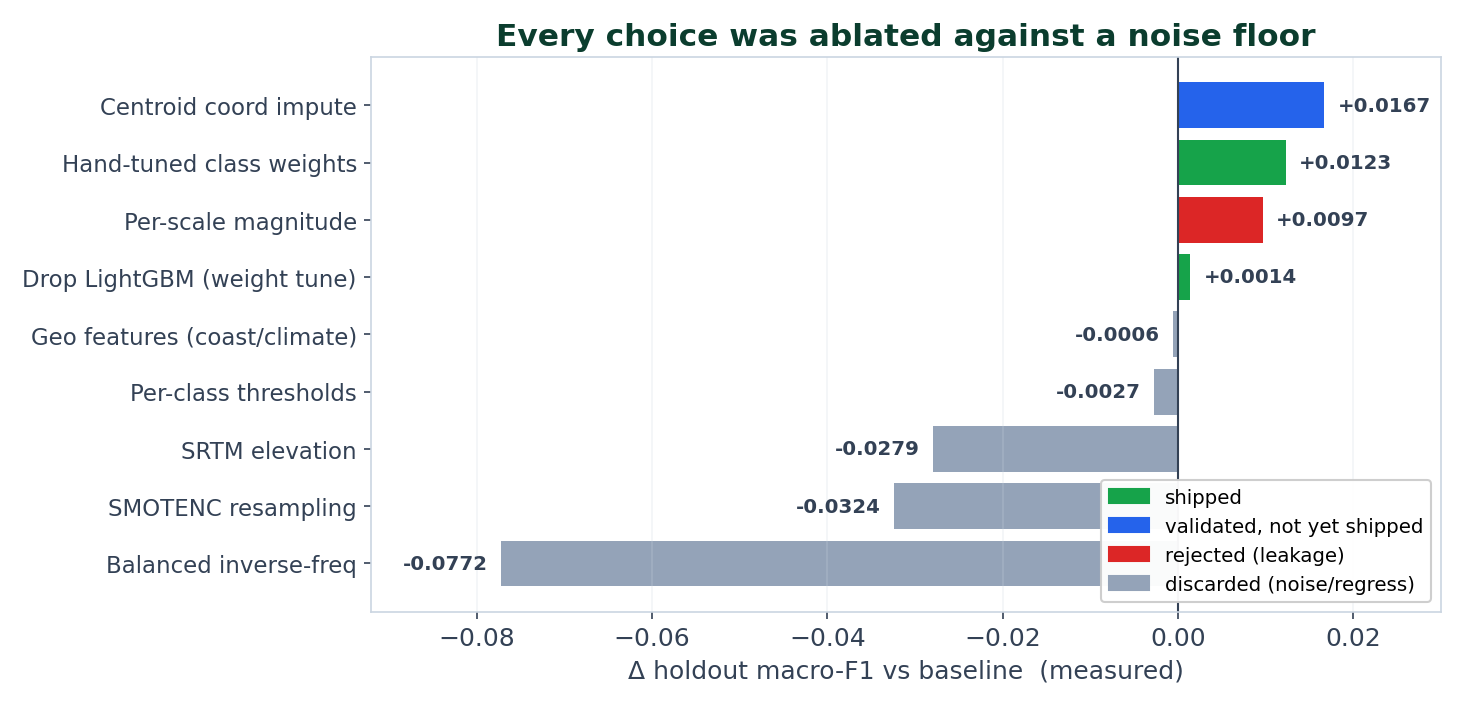 Every choice was ablated against a noise floor
Centroid coord impute
+0.0167
Hand-tuned class weights
+0.0123
Per-scale magnitude
+0.0097
Drop LightGBM (weight tune)
+0.0014
Geo features (coast/climate)
-0.0006
Per-class thresholds
-0.0027
SRTM elevation
-0.0279
SMOTENC resampling
-0.0324
Balanced inverse-freq
-0.0772
shipped
validated, not yet shipped
rejected (leakage)
discarded (noise/regress)
−0.08 −0.06 −0.04 −0.02 0.00 0.02
Δ holdout macro-F1 vs baseline (measured)